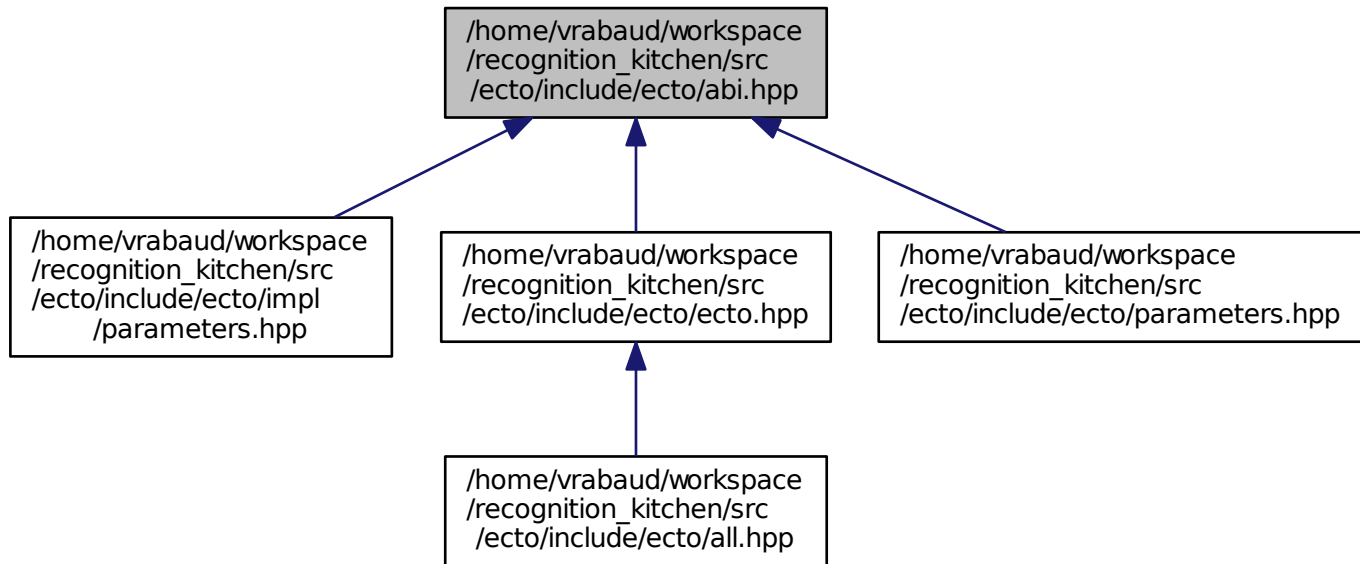 /home/vrabaud/workspace
/recognition_kitchen/src
/ecto/include/ecto/abi.hpp
/home/vrabaud/workspace
/recognition_kitchen/src
/ecto/include/ecto/impl
/parameters.hpp
/home/vrabaud/workspace
/recognition_kitchen/src
/ecto/include/ecto/ecto.hpp
/home/vrabaud/workspace
/recognition_kitchen/src
/ecto/include/ecto/parameters.hpp
/home/vrabaud/workspace
/recognition_kitchen/src
/ecto/include/ecto/all.hpp